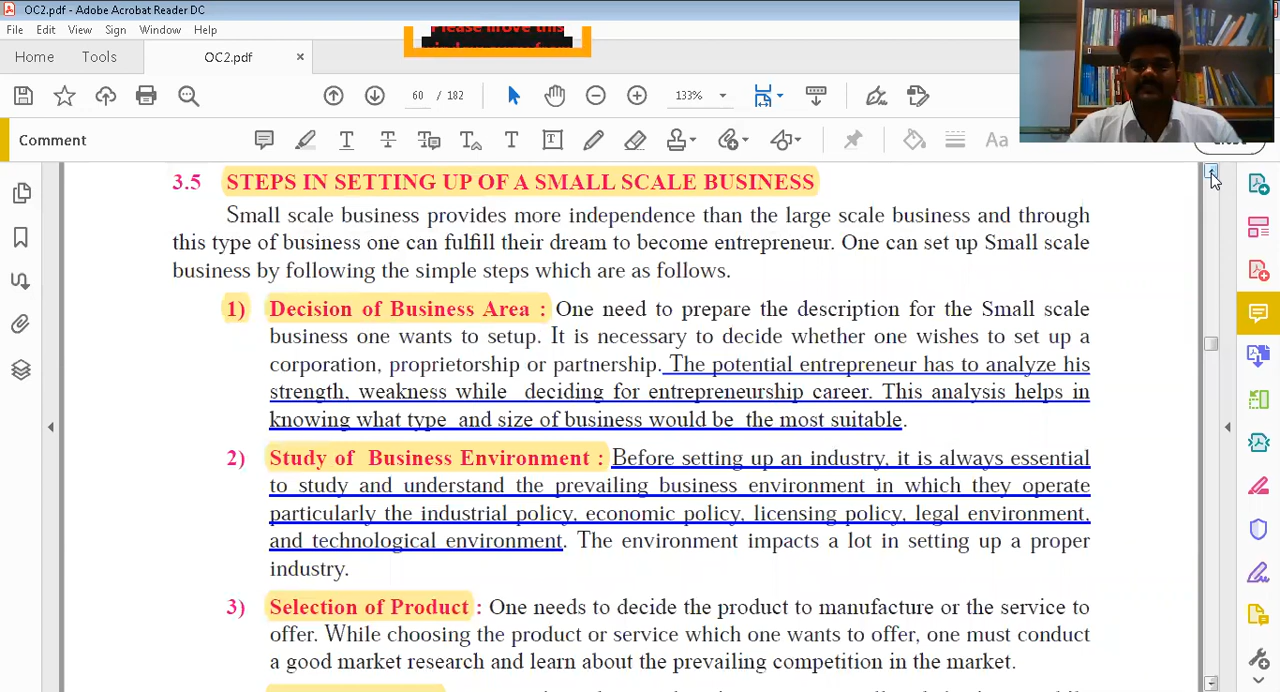 OC2.pdf - Adobe Acrobat Reader DC
File Edit View Sign Window Help
Please move this
Home Tools OC2.pdf ×
60 / 182 133%
Comment
3.5 STEPS IN SETTING UP OF A SMALL SCALE BUSINESS
Small scale business provides more independence than the large scale business and through
this type of business one can fulfill their dream to become entrepreneur. One can set up Small scale
business by following the simple steps which are as follows.
1) Decision of Business Area : One need to prepare the description for the Small scale
business one wants to setup. It is necessary to decide whether one wishes to set up a
corporation, proprietorship or partnership. The potential entrepreneur has to analyze his
strength, weakness while deciding for entrepreneurship career. This analysis helps in
knowing what type and size of business would be the most suitable.
2) Study of Business Environment : Before setting up an industry, it is always essential
to study and understand the prevailing business environment in which they operate
particularly the industrial policy, economic policy, licensing policy, legal environment,
and technological environment. The environment impacts a lot in setting up a proper
industry.
3) Selection of Product : One needs to decide the product to manufacture or the service to
offer. While choosing the product or service which one wants to offer, one must conduct
a good market research and learn about the prevailing competition in the market.